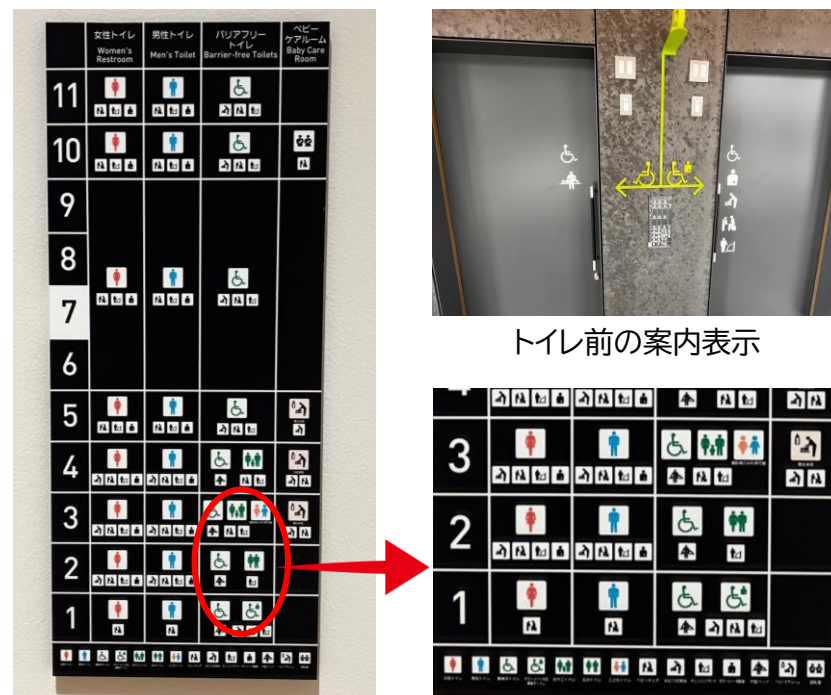 女性トイレ
Women's
Restroom
男性トイレ
Men's Toilet
バリアフリー
トイレ
Barrier-free Toilets
ベビー
ケアルーム
Baby Care
Room
11
10
9
8
7
6
5
4
3
2
1
トイレ前の案内表示
3
2
1